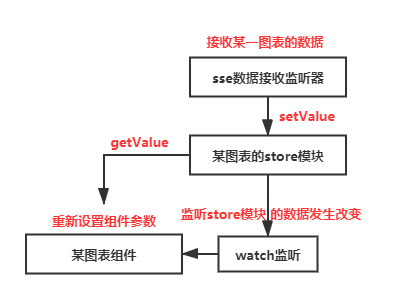 接收某一图表的数据
sse数据接收监听器
setValue
getValue
某图表的store模块
重新设置组件参数
监听store模块 的数据发生改变
某图表组件
watch监听